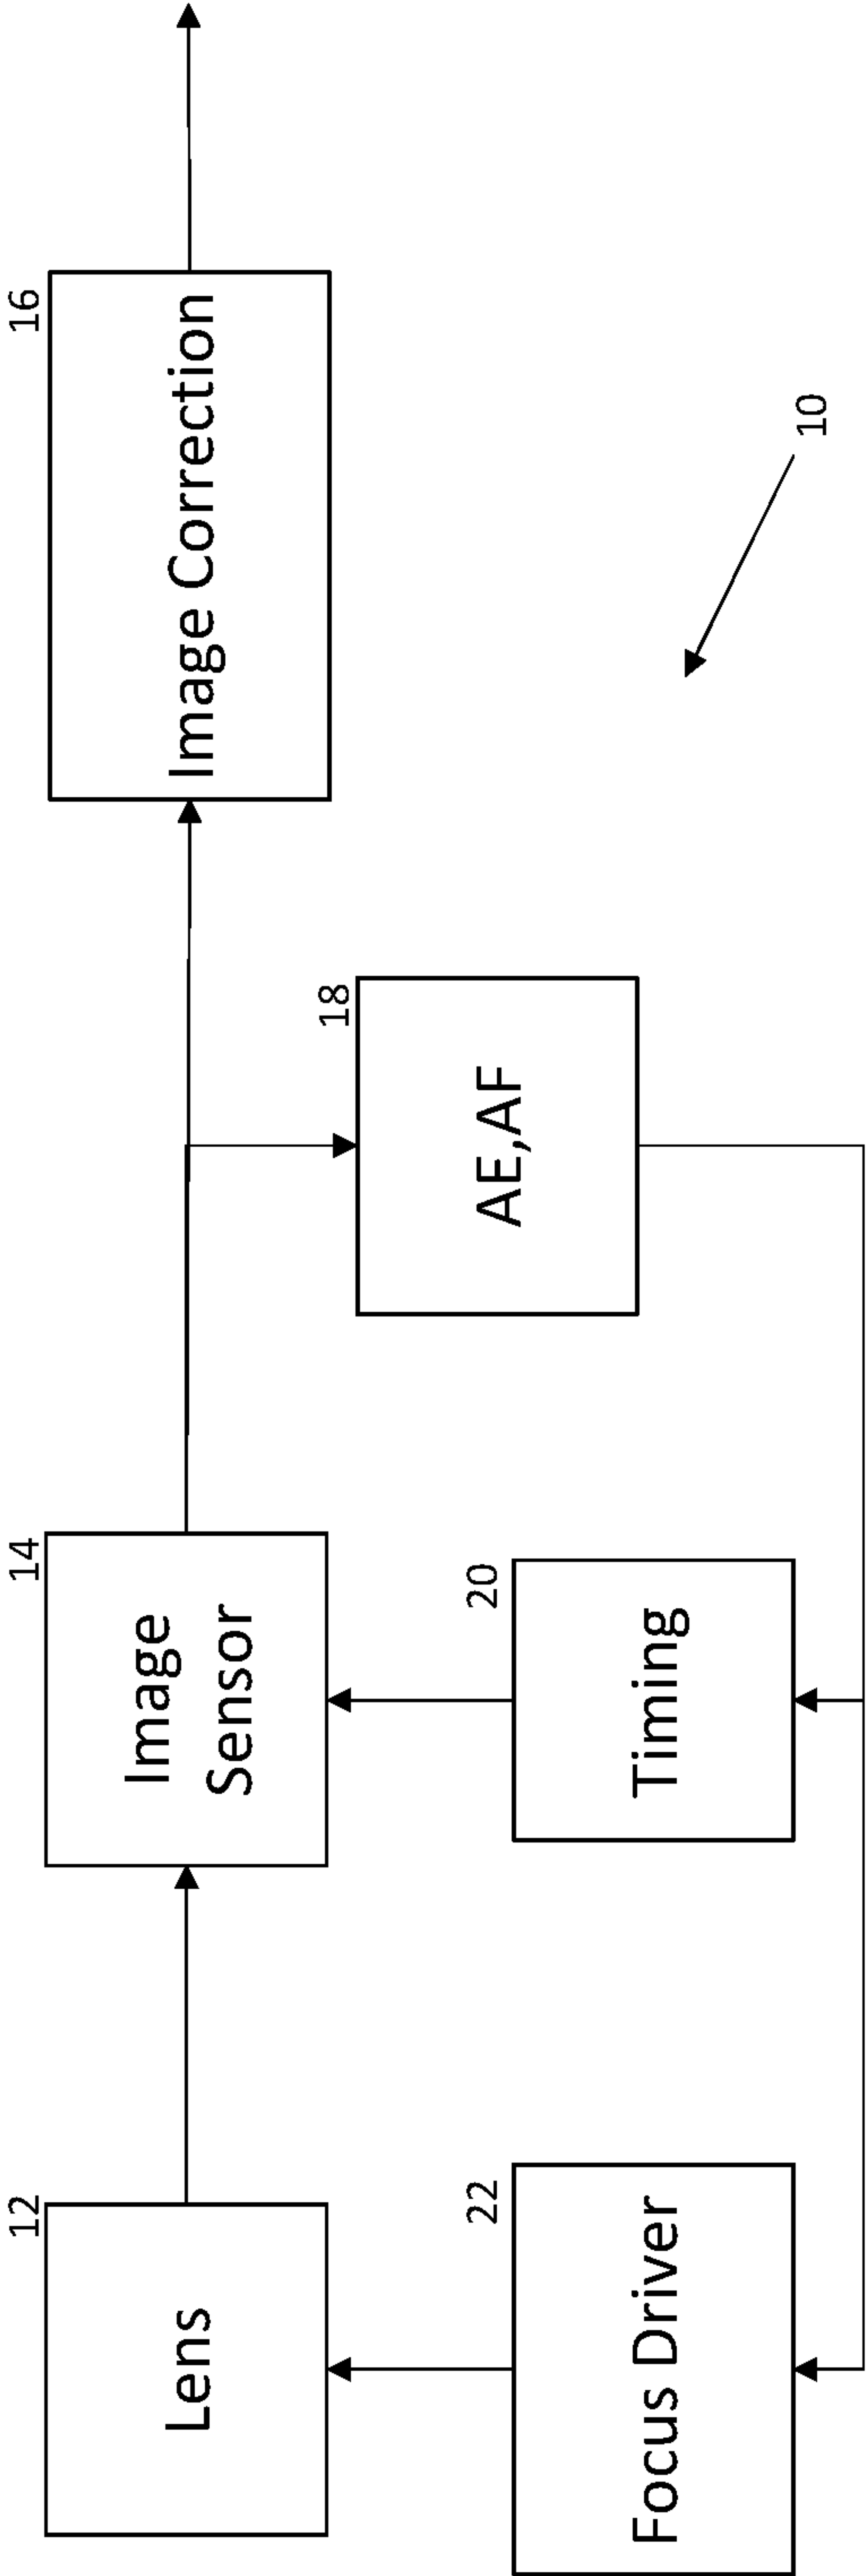 12
Lens
14
Image
Sensor
16
Image Correction
18
AE,AF
22
Focus Driver
20
Timing
10